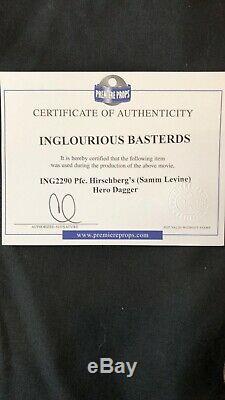 PREMIERE PROPS
CERTIFICATE OF AUTHENTICITY
INGLOURIOUS BASTERDS
It is hereby certified that the following item
was used during the production of the above movie,
ING2290 Pfc. Hirschberg's (Samm Levine)
Hero Dagger
AUTHORIZED SIGNATURE
NOT VALID WITHOUT STAMP
www.premiereprops.com